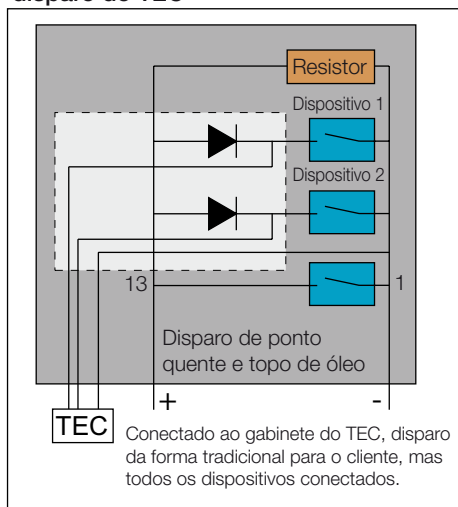 disparo do TEC
Resistor
Dispositivo 1
Dispositivo 2
13
1
Disparo de ponto
quente e topo de óleo
+
-
TEC
Conectado ao gabinete do TEC, disparo
da forma tradicional para o cliente, mas
todos os dispositivos conectados.